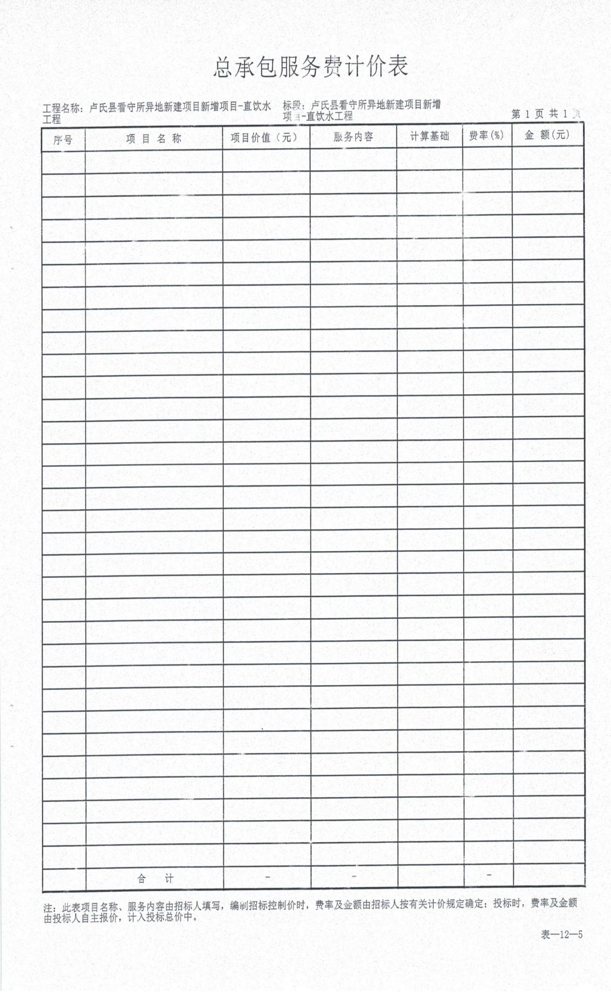 总承包服务费计价表
工程名称：卢氏县看守所异地新建项目新增项目-直饮水
工程
标段：卢氏县看守所异地新建项目新增
项目-直饮水工程
第 1 页 共 1 页
序号 项 目 名 称 项目价值（元） 服务内容 计算基础 费率(%) 金 额(元)
合 计 - - -
注：此表项目名称、服务内容由招标人填写，编制招标控制价时，费率及金额由招标人按有关计价规定确定；投标时，费率及金额
由投标人自主报价，计入投标总价中。
表—12—5